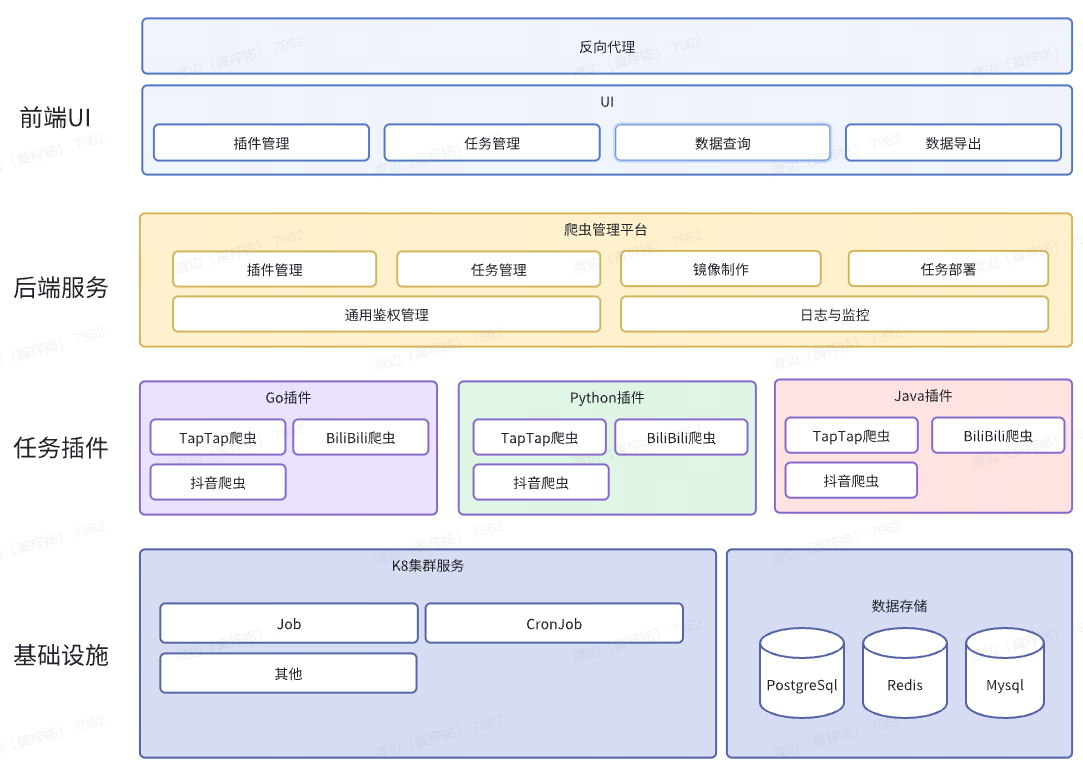 反向代理
前端UI
UI
插件管理
任务管理
数据查询
数据导出
后端服务
爬虫管理平台
插件管理
任务管理
镜像制作
任务部署
通用鉴权管理
日志与监控
任务插件
Go插件
TapTap爬虫
BiliBili爬虫
抖音爬虫
Python插件
TapTap爬虫
BiliBili爬虫
抖音爬虫
Java插件
TapTap爬虫
BiliBili爬虫
抖音爬虫
基础设施
K8集群服务
Job
CronJob
其他
数据存储
PostgreSql
Redis
Mysql
渡边（黄梓铭） 7962